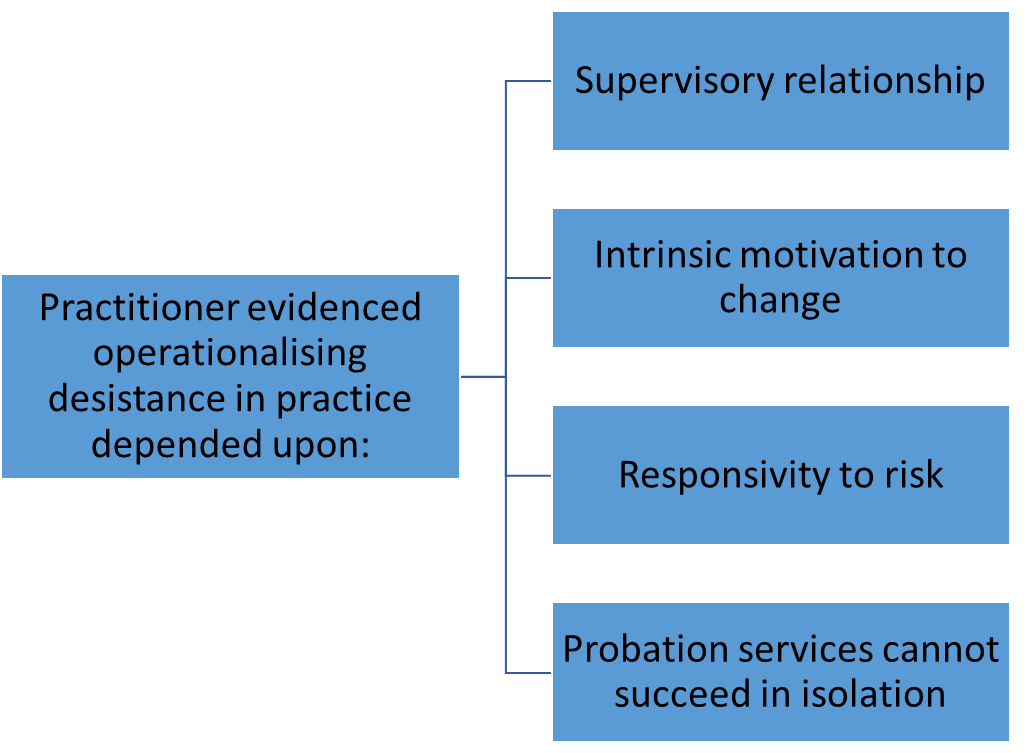 Supervisory relationship
Intrinsic motivation to
change
Practitioner evidenced
operationalising
desistance in practice
depended upon:
Responsivity to risk
Probation services cannot
succeed in isolation